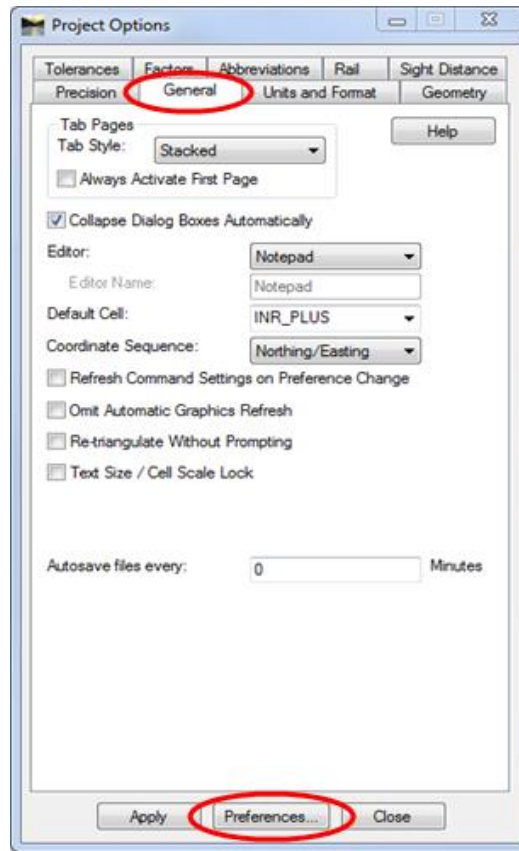 Project Options
Tolerances Factors Abbreviations Rail Sight Distance
Precision General Units and Format Geometry
Tab Pages
Help
Tab Style: Stacked
Always Activate First Page
Collapse Dialog Boxes Automatically
Editor: Notepad
Editor Name: Notepad
Default Cell: INR_PLUS
Coordinate Sequence: Northing/Easting
Refresh Command Settings on Preference Change
Omit Automatic Graphics Refresh
Re-triangulate Without Prompting
Text Size / Cell Scale Lock
Autosave files every: 0 Minutes
Apply Preferences... Close